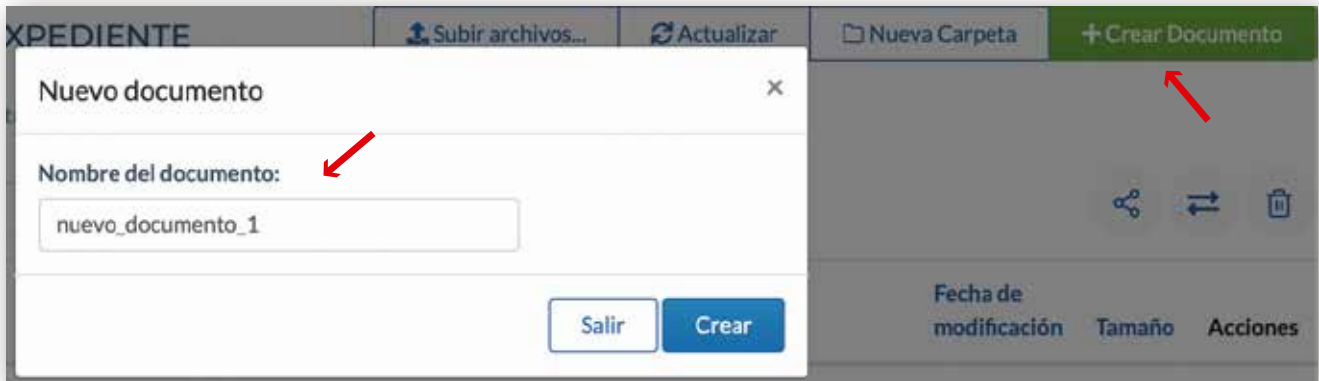 XPEDIENTE
Subir archivos...
Actualizar
Nueva Carpeta
+ Crear Documento
Nuevo documento
×
Nombre del documento:
nuevo_documento_1
Salir
Crear
Fecha de
modificación
Tamaño
Acciones